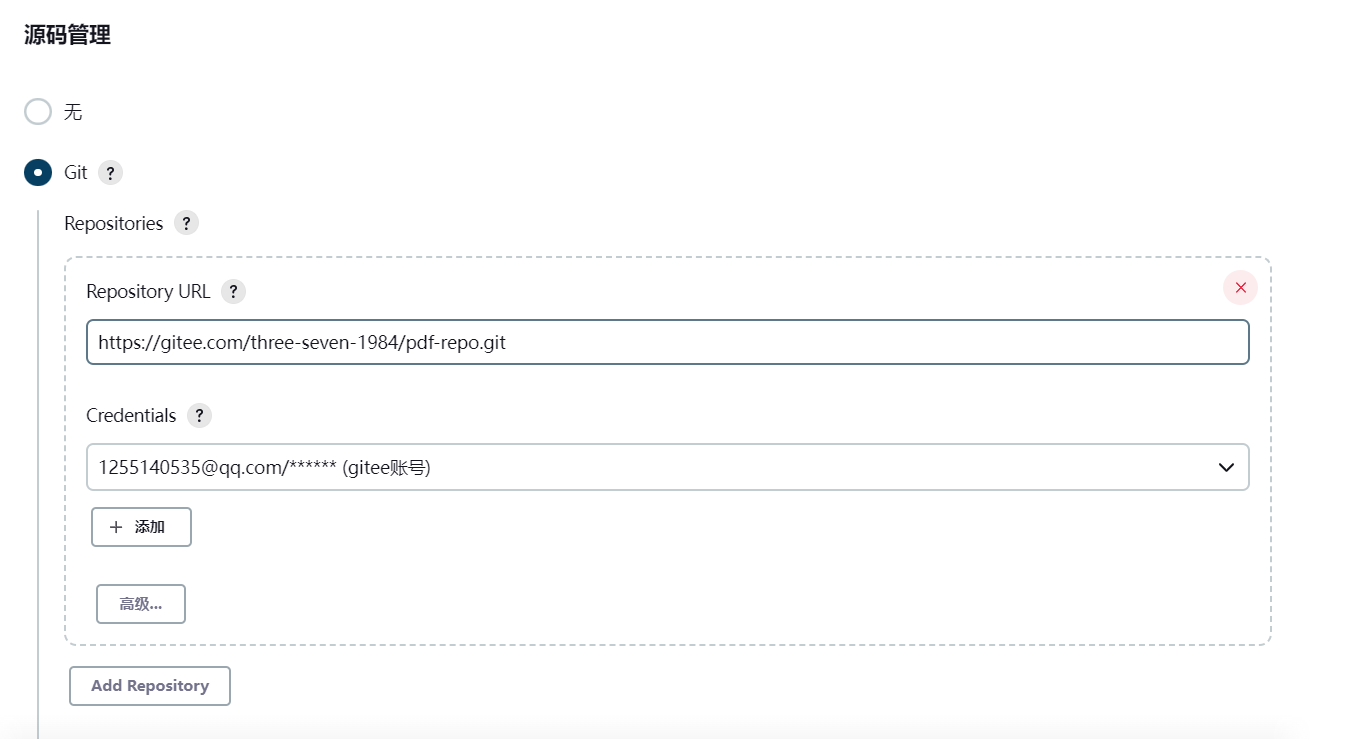 源码管理
无
Git ?
Repositories ?
Repository URL ?
https://gitee.com/three-seven-1984/pdf-repo.git
Credentials ?
1255140535@qq.com/****** (gitee账号)
+ 添加
高级...
Add Repository